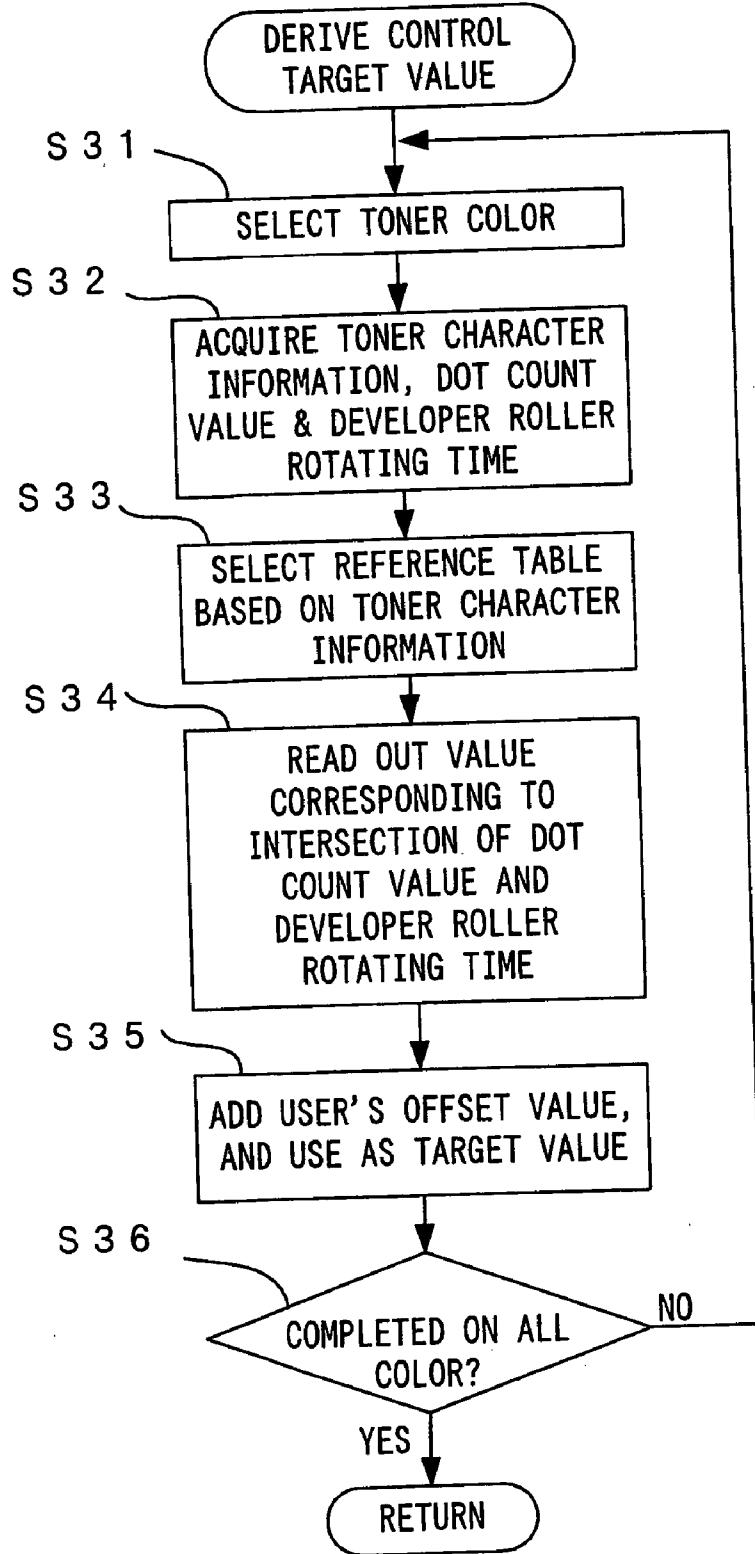 DERIVE CONTROL
TARGET VALUE
S31
SELECT TONER COLOR
S32
ACQUIRE TONER CHARACTER
INFORMATION, DOT COUNT
VALUE & DEVELOPER ROLLER
ROTATING TIME
S33
SELECT REFERENCE TABLE
BASED ON TONER CHARACTER
INFORMATION
S34
READ OUT VALUE
CORRESPONDING TO
INTERSECTION OF DOT
COUNT VALUE AND
DEVELOPER ROLLER
ROTATING TIME
S35
ADD USER'S OFFSET VALUE,
AND USE AS TARGET VALUE
S36
COMPLETED ON ALL
COLOR?
NO
YES
RETURN